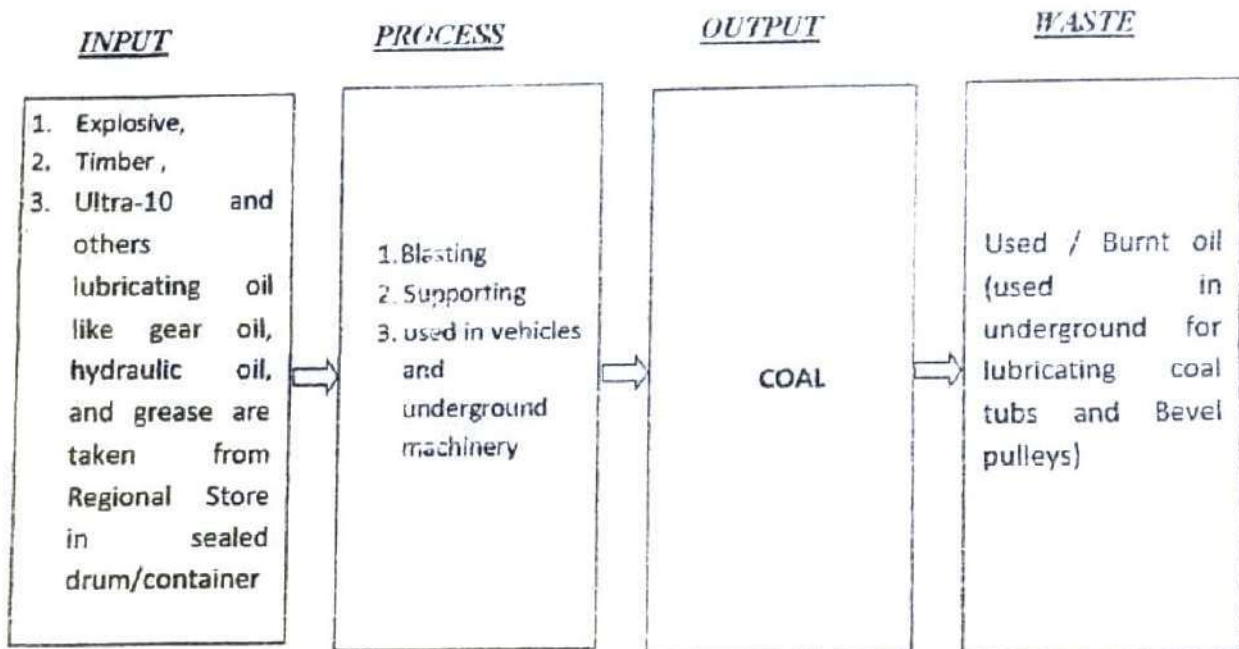 INPUT
PROCESS
OUTPUT
WASTE
1. Explosive,
2. Timber ,
3. Ultra-10 and
others
lubricating oil
like gear oil,
hydraulic oil,
and grease are
taken from
Regional Store
in sealed
drum/container
1. Blasting
2. Supporting
3. used in vehicles
and
underground
machinery
COAL
Used / Burnt oil
(used in
underground for
lubricating coal
tubs and Bevel
pulleys)